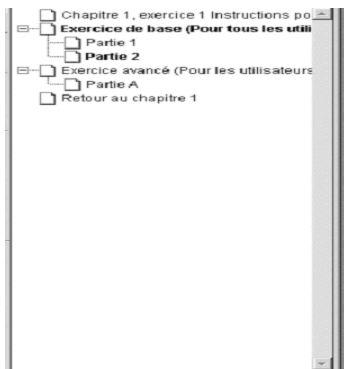 Chapitre 1, exercice 1 Instructions po
Exercice de base (Pour tous les utili
Partie 1
Partie 2
Exercice avancé (Pour les utilisateurs
Partie A
Retour au chapitre 1